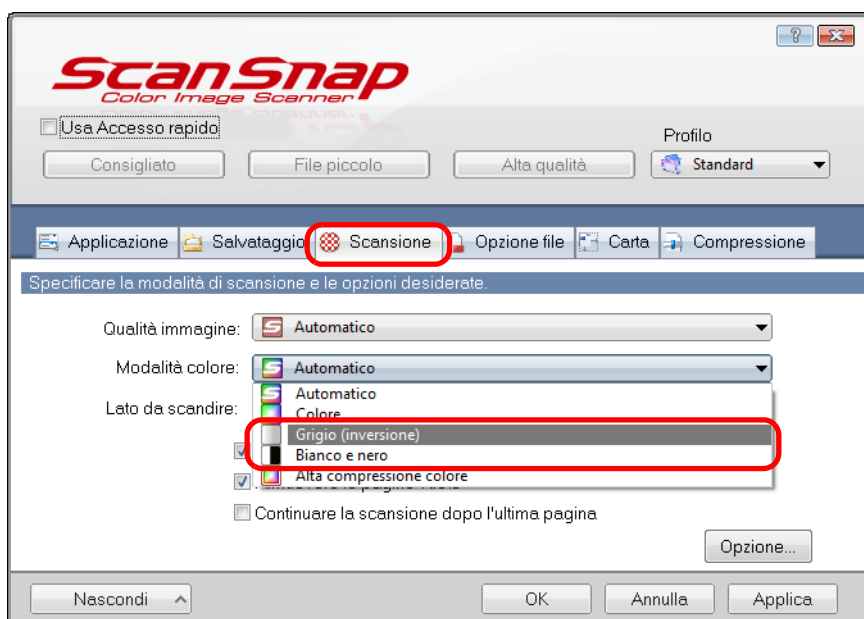 ScanSnap
Color Image Scanner
Usa Accesso rapido
Profilo
Consigliato File piccolo Alta qualità Standard
Applicazione Salvataggio Scansione Opzione file Carta Compressione
Specificare la modalità di scansione e le opzioni desiderate.
Qualità immagine: Automatico
Modalità colore: Automatico
Automatico
Lato da scandire: Colore
Grigio (inversione)
Bianco e nero
Alta compressione colore
Continuare la scansione dopo l'ultima pagina
Opzione...
Nascondi OK Annulla Applica